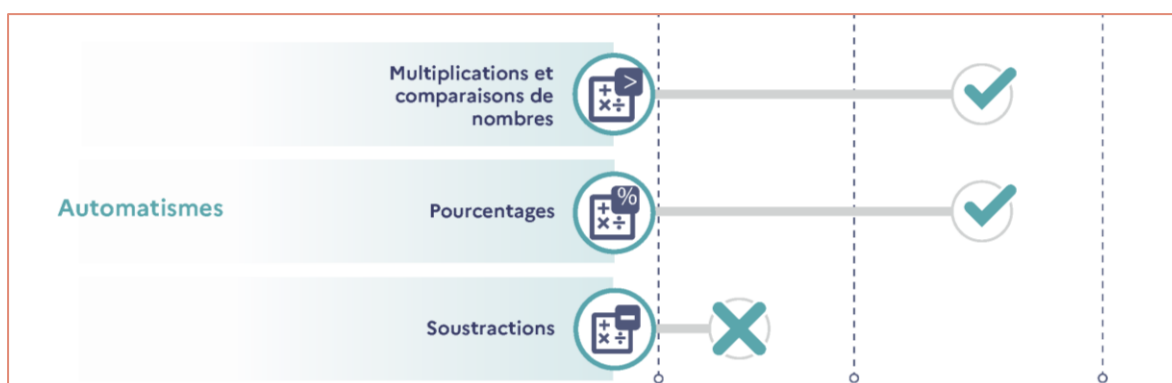 Multiplications et
comparaisons de
nombres
Automatismes
Pourcentages
Soustractions